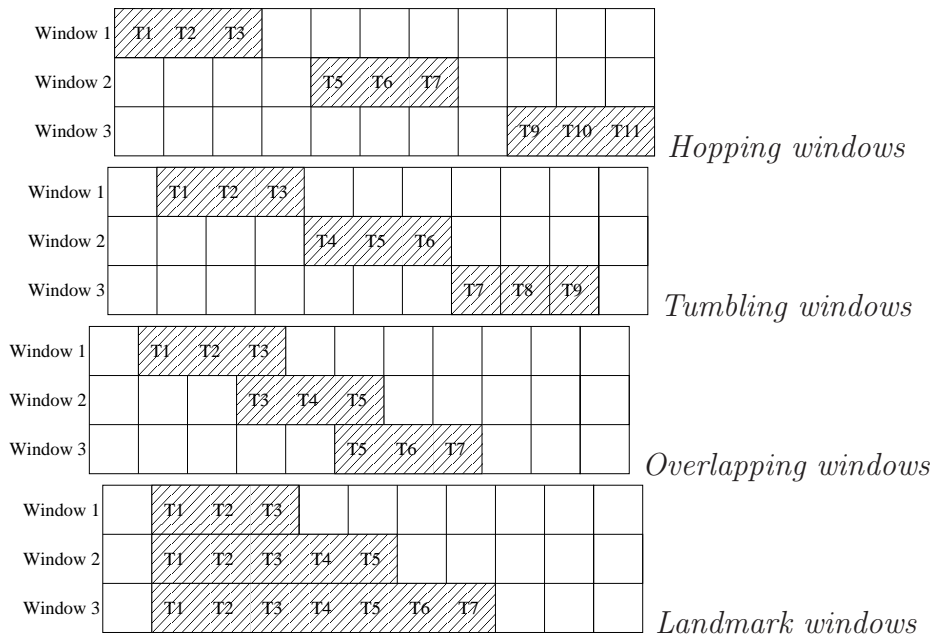 Window 1 T1 T2 T3
Window 2 T5 T6 T7
Window 3 T9 T10 T11
Hopping windows
Window 1 T1 T2 T3
Window 2 T4 T5 T6
Window 3 T7 T8 T9
Tumbling windows
Window 1 T1 T2 T3
Window 2 T3 T4 T5
Window 3 T5 T6 T7
Overlapping windows
Window 1 T1 T2 T3
Window 2 T1 T2 T3 T4 T5
Window 3 T1 T2 T3 T4 T5 T6 T7
Landmark windows